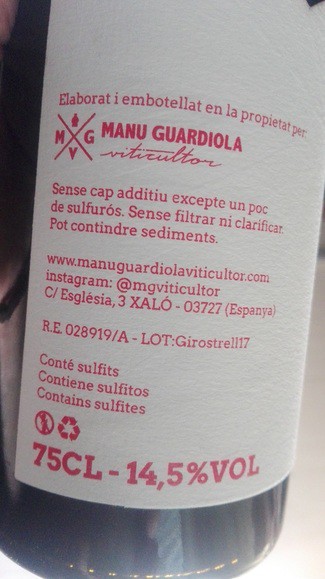 Elaborat i embotellat en la propietat per:
M G V
MANU GUARDIOLA
viticultor
Sense cap additiu excepte un poc
de sulfurós. Sense filtrar ni clarificar.
Pot contindre sediments.
www.manuguardiolaviticultor.com
instagram: @mgviticultor
C/ Església, 3 XALÓ - 03727 (Espanya)
R.E. 028919/A - LOT:Girostrell17
Conté sulfits
Contiene sulfitos
Contains sulfites
75CL - 14,5%VOL